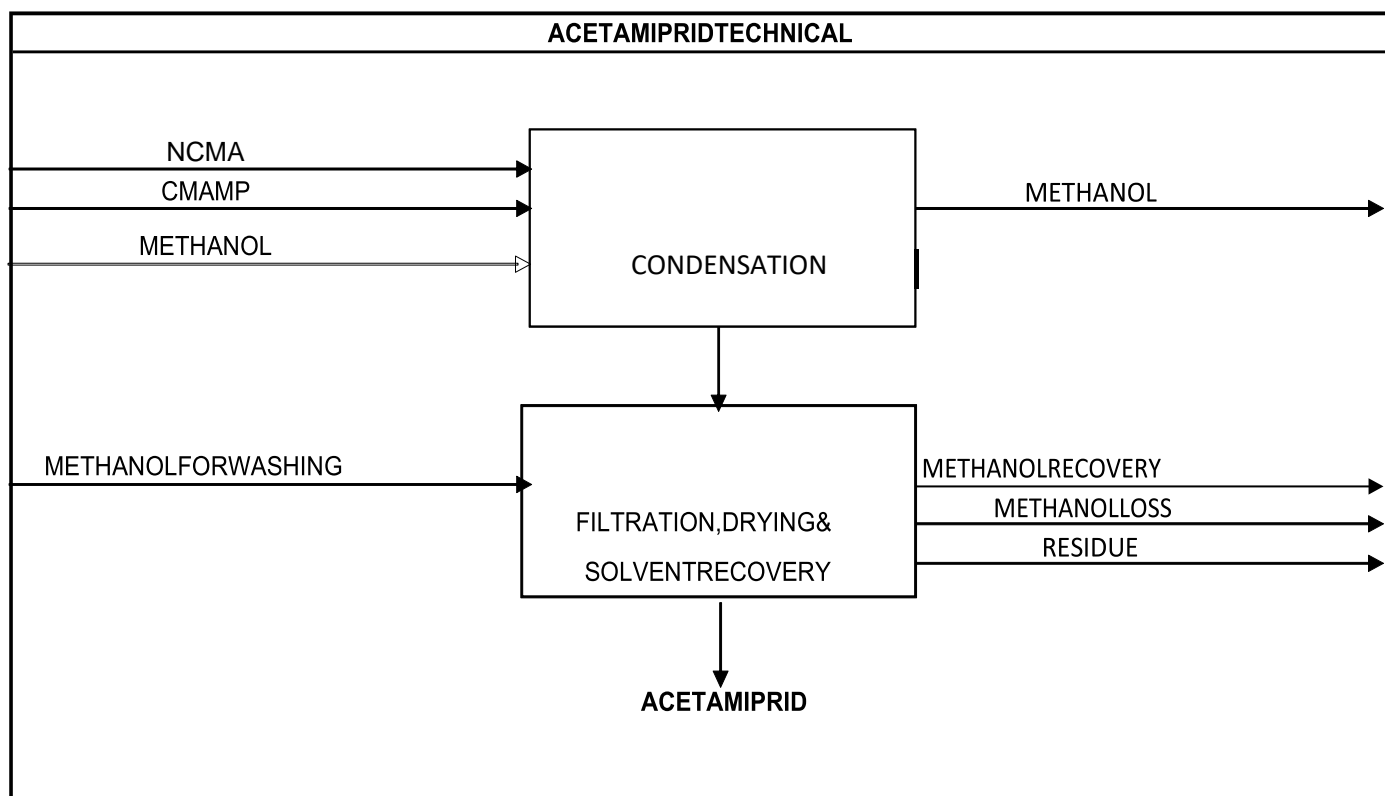 ACETAMIPRIDTECHNICAL
NCMA
CMAMP
METHANOL
METHANOL
CONDENSATION
METHANOLFORWASHING
METHANOLRECOVERY
METHANOLLOSS
FILTRATION,DRYING&
RESIDUE
SOLVENTRECOVERY
ACETAMIPRID